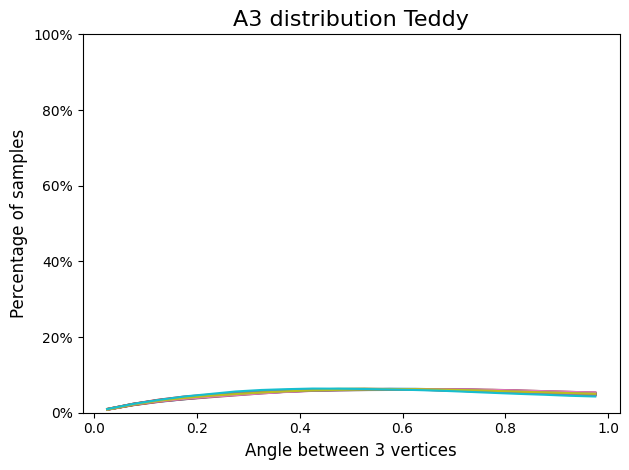 A3 distribution Teddy
100%
80%
60%
40%
20%
0%
Percentage of samples
0.0 0.2 0.4 0.6 0.8 1.0
Angle between 3 vertices